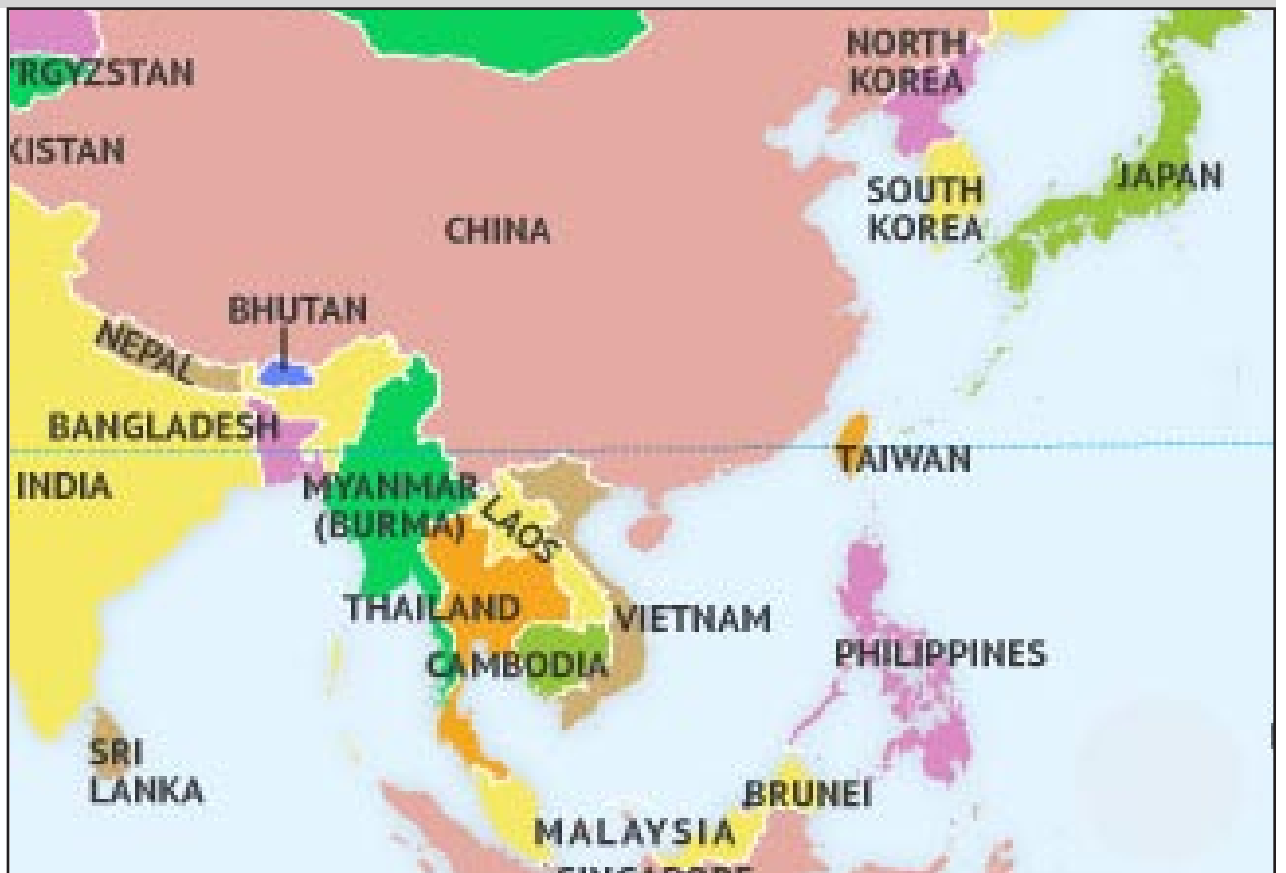 NORTH
KOREA
RGYZSTAN
KISTAN
SOUTH
KOREA
JAPAN
CHINA
BHUTAN
NEPAL
BANGLADESH
TAIWAN
INDIA
MYANMAR
(BURMA)
LAOS
THAILAND
VIETNAM
CAMBODIA
PHILIPPINES
SRI
LANKA
BRUNEI
MALAYSIA
SINGAPORE